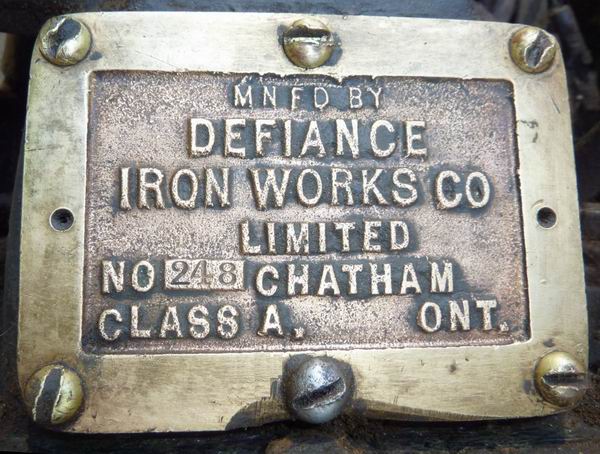 MNFD BY
DEFIANCE
IRON WORKS CO
LIMITED
NO 248 CHATHAM
CLASS A. ONT.